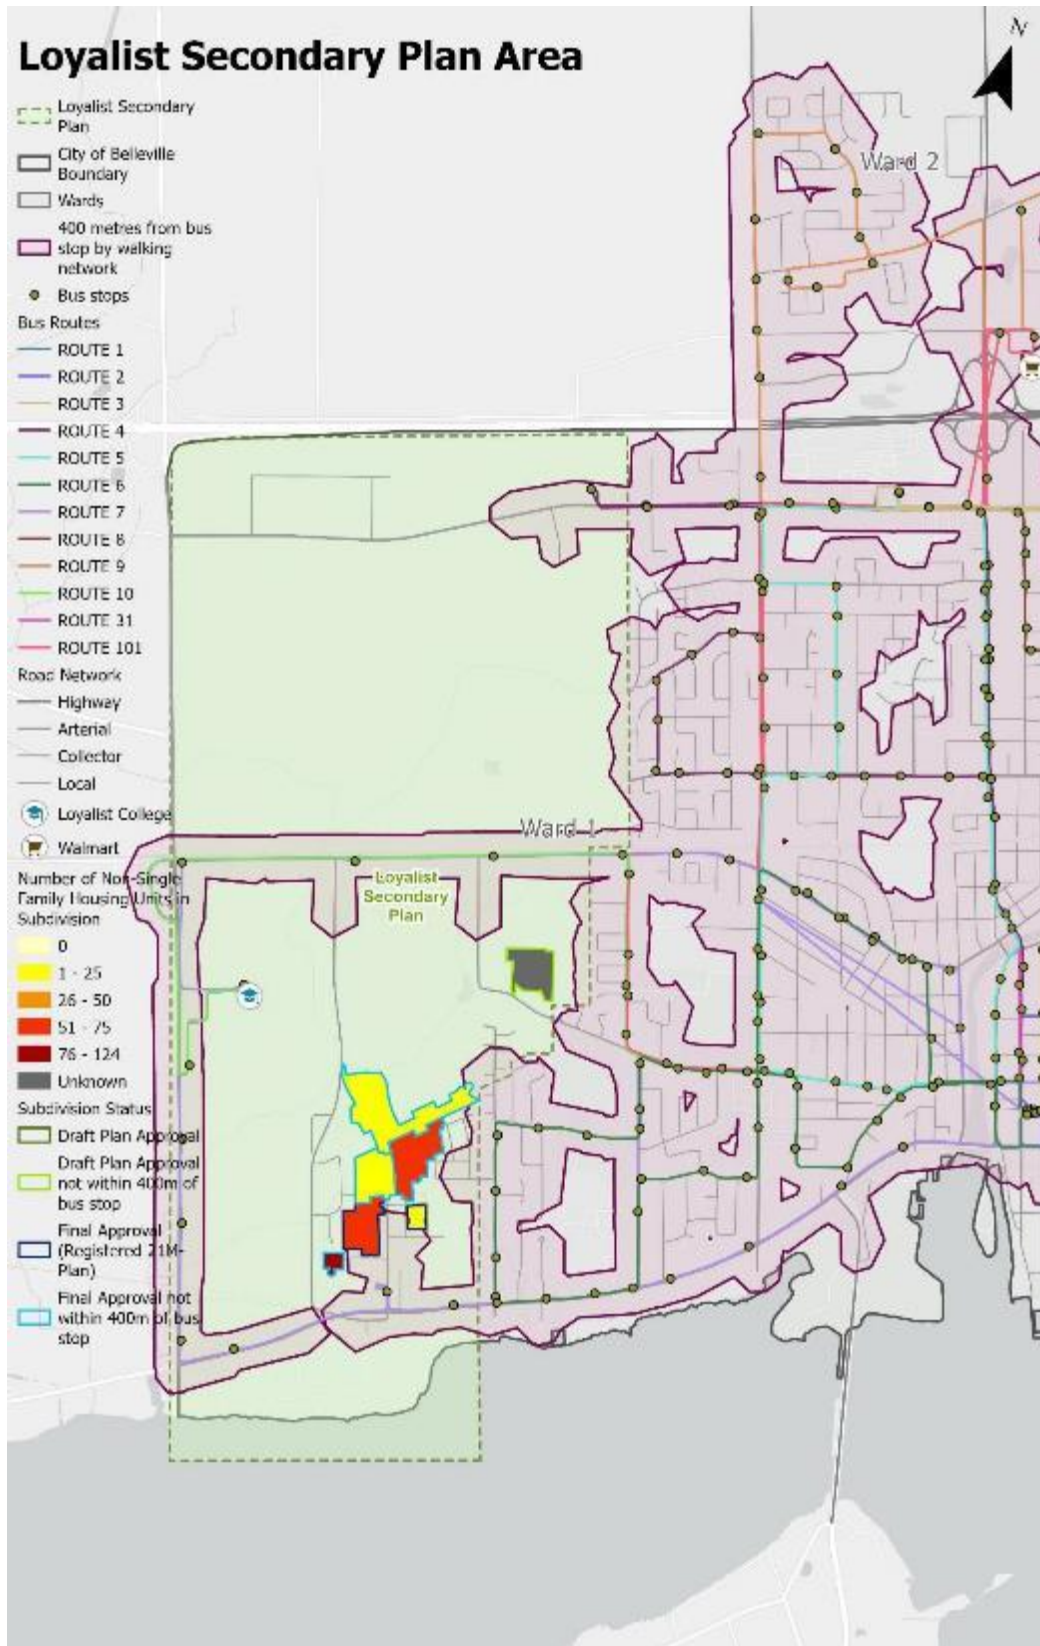 Loyalist Secondary Plan Area
N
Loyalist Secondary
Plan
City of Belleville
Boundary
Wards
400 metres from bus
stop by walking
network
Bus stops
Bus Routes
ROUTE 1
ROUTE 2
ROUTE 3
ROUTE 4
ROUTE 5
ROUTE 6
ROUTE 7
ROUTE 8
ROUTE 9
ROUTE 10
ROUTE 31
ROUTE 101
Road Network
Highway
Arterial
Collector
Local
Loyalist College
Walmart
Number of Non-Single
Family Housing Units in
Subdivision
0
1 - 25
26 - 50
51 - 75
76 - 124
Unknown
Subdivision Status
Draft Plan Approval
Draft Plan Approval
not within 400m of
bus stop
Final Approval
(Registered 21M-
Plan)
Final Approval not
within 400m of bus
stop
Ward 2
Ward 1
Loyalist
Secondary
Plan